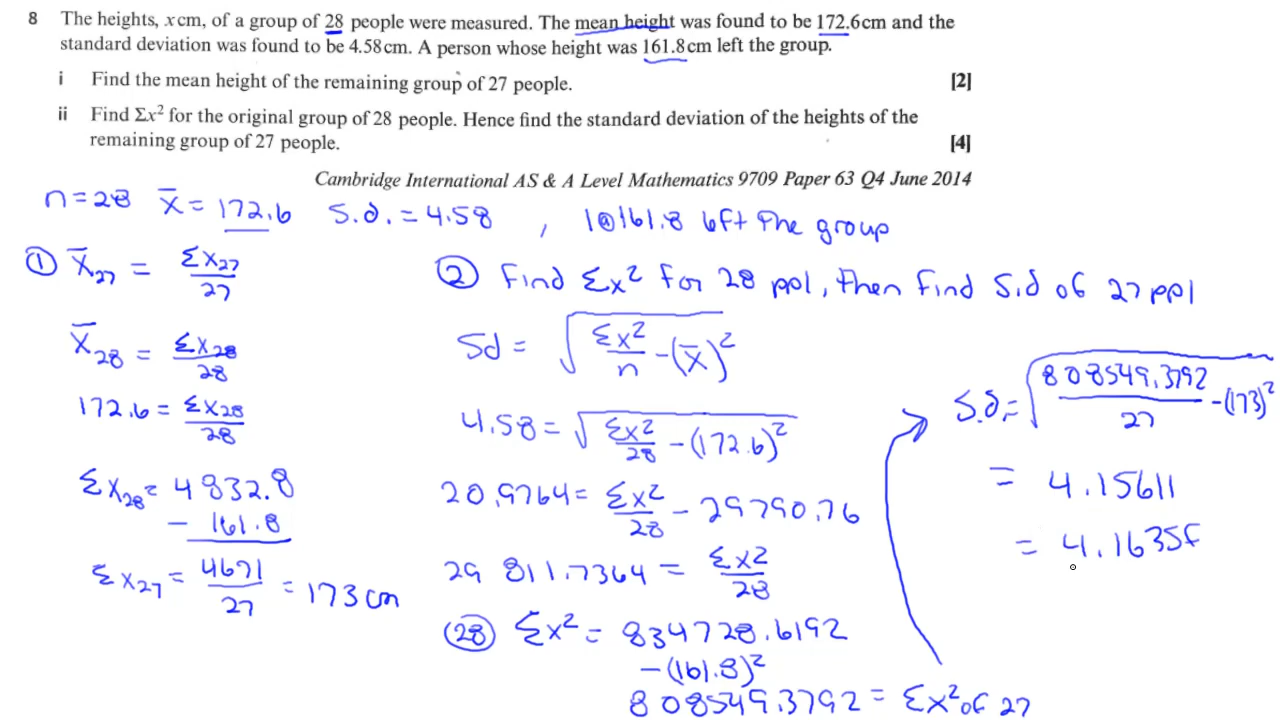 8 The heights, x cm, of a group of 28 people were measured. The mean height was found to be 172.6 cm and the
standard deviation was found to be 4.58 cm. A person whose height was 161.8 cm left the group.
i Find the mean height of the remaining group of 27 people. [2]
ii Find Σx² for the original group of 28 people. Hence find the standard deviation of the heights of the
remaining group of 27 people. [4]
Cambridge International AS & A Level Mathematics 9709 Paper 63 Q4 June 2014
n=28 x̄ = 172.6 S.d. = 4.58 , 1@161.8 left the group
① x̄₂₇ = Σx₂₇/27
x̄₂₈ = Σx₂₈/28
172.6 = Σx₂₈/28
Σx₂₈ = 4832.8
- 161.8
Σx₂₇ = 4671/27 = 173cm
② Find Σx² for 28 ppl, then find S.d of 27 ppl
Sd = √(Σx²/n - (x̄)²)
4.58 = √(Σx²/28 - (172.6)²)
20.9764 = Σx²/28 - 29790.76
29 811.7364 = Σx²/28
(28) Σx² = 834728.6192
- (161.8)²
808549.3792 = Σx² of 27
S.d. = √(808549.3792/27 - (173)²)
= 4.15611
= 4.163sf